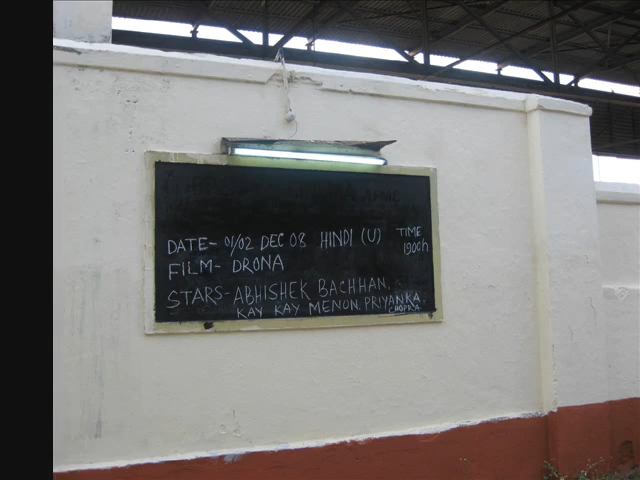 DATE- 01/02 DEC 08 HINDI (U) TIME 1900h
FILM- DRONA
STARS- ABHISHEK BACHHAN,
KAY KAY MENON, PRIYANKA
CHOPRA